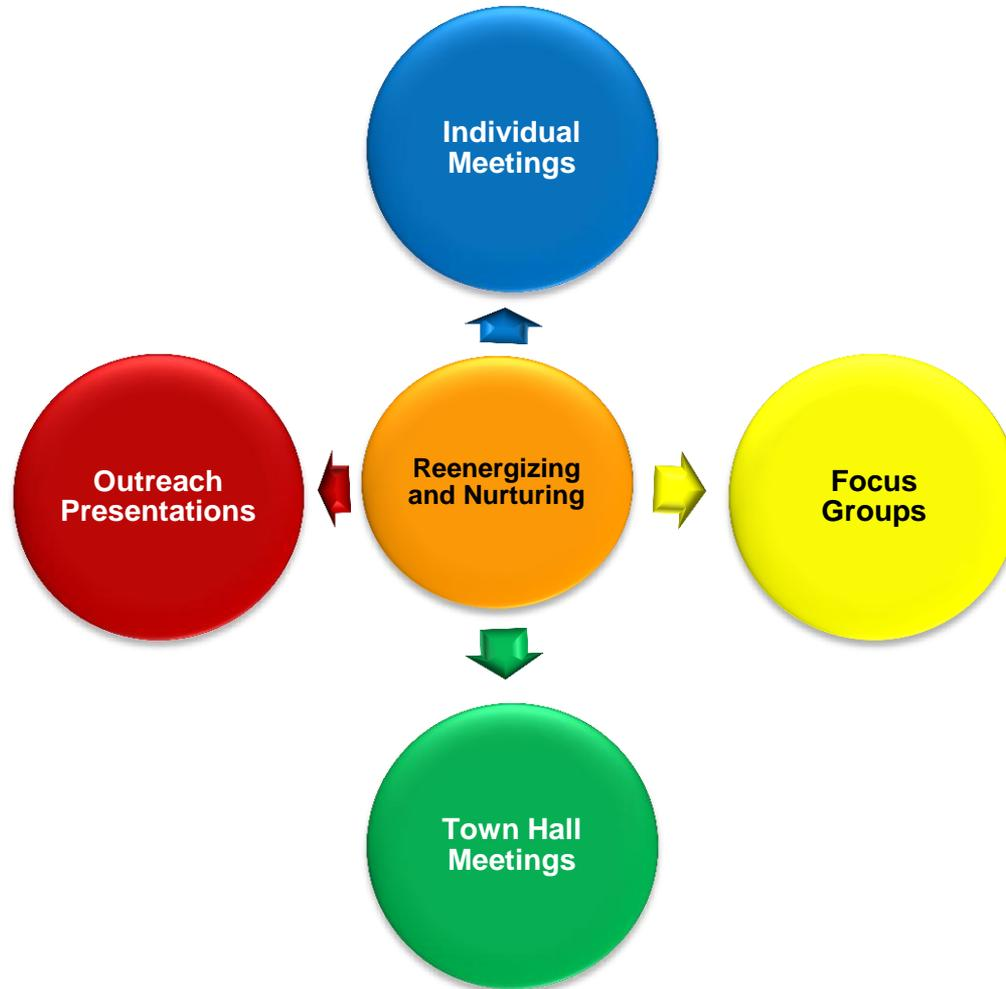 Individual
Meetings
Outreach
Presentations
Reenergizing
and Nurturing
Focus
Groups
Town Hall
Meetings